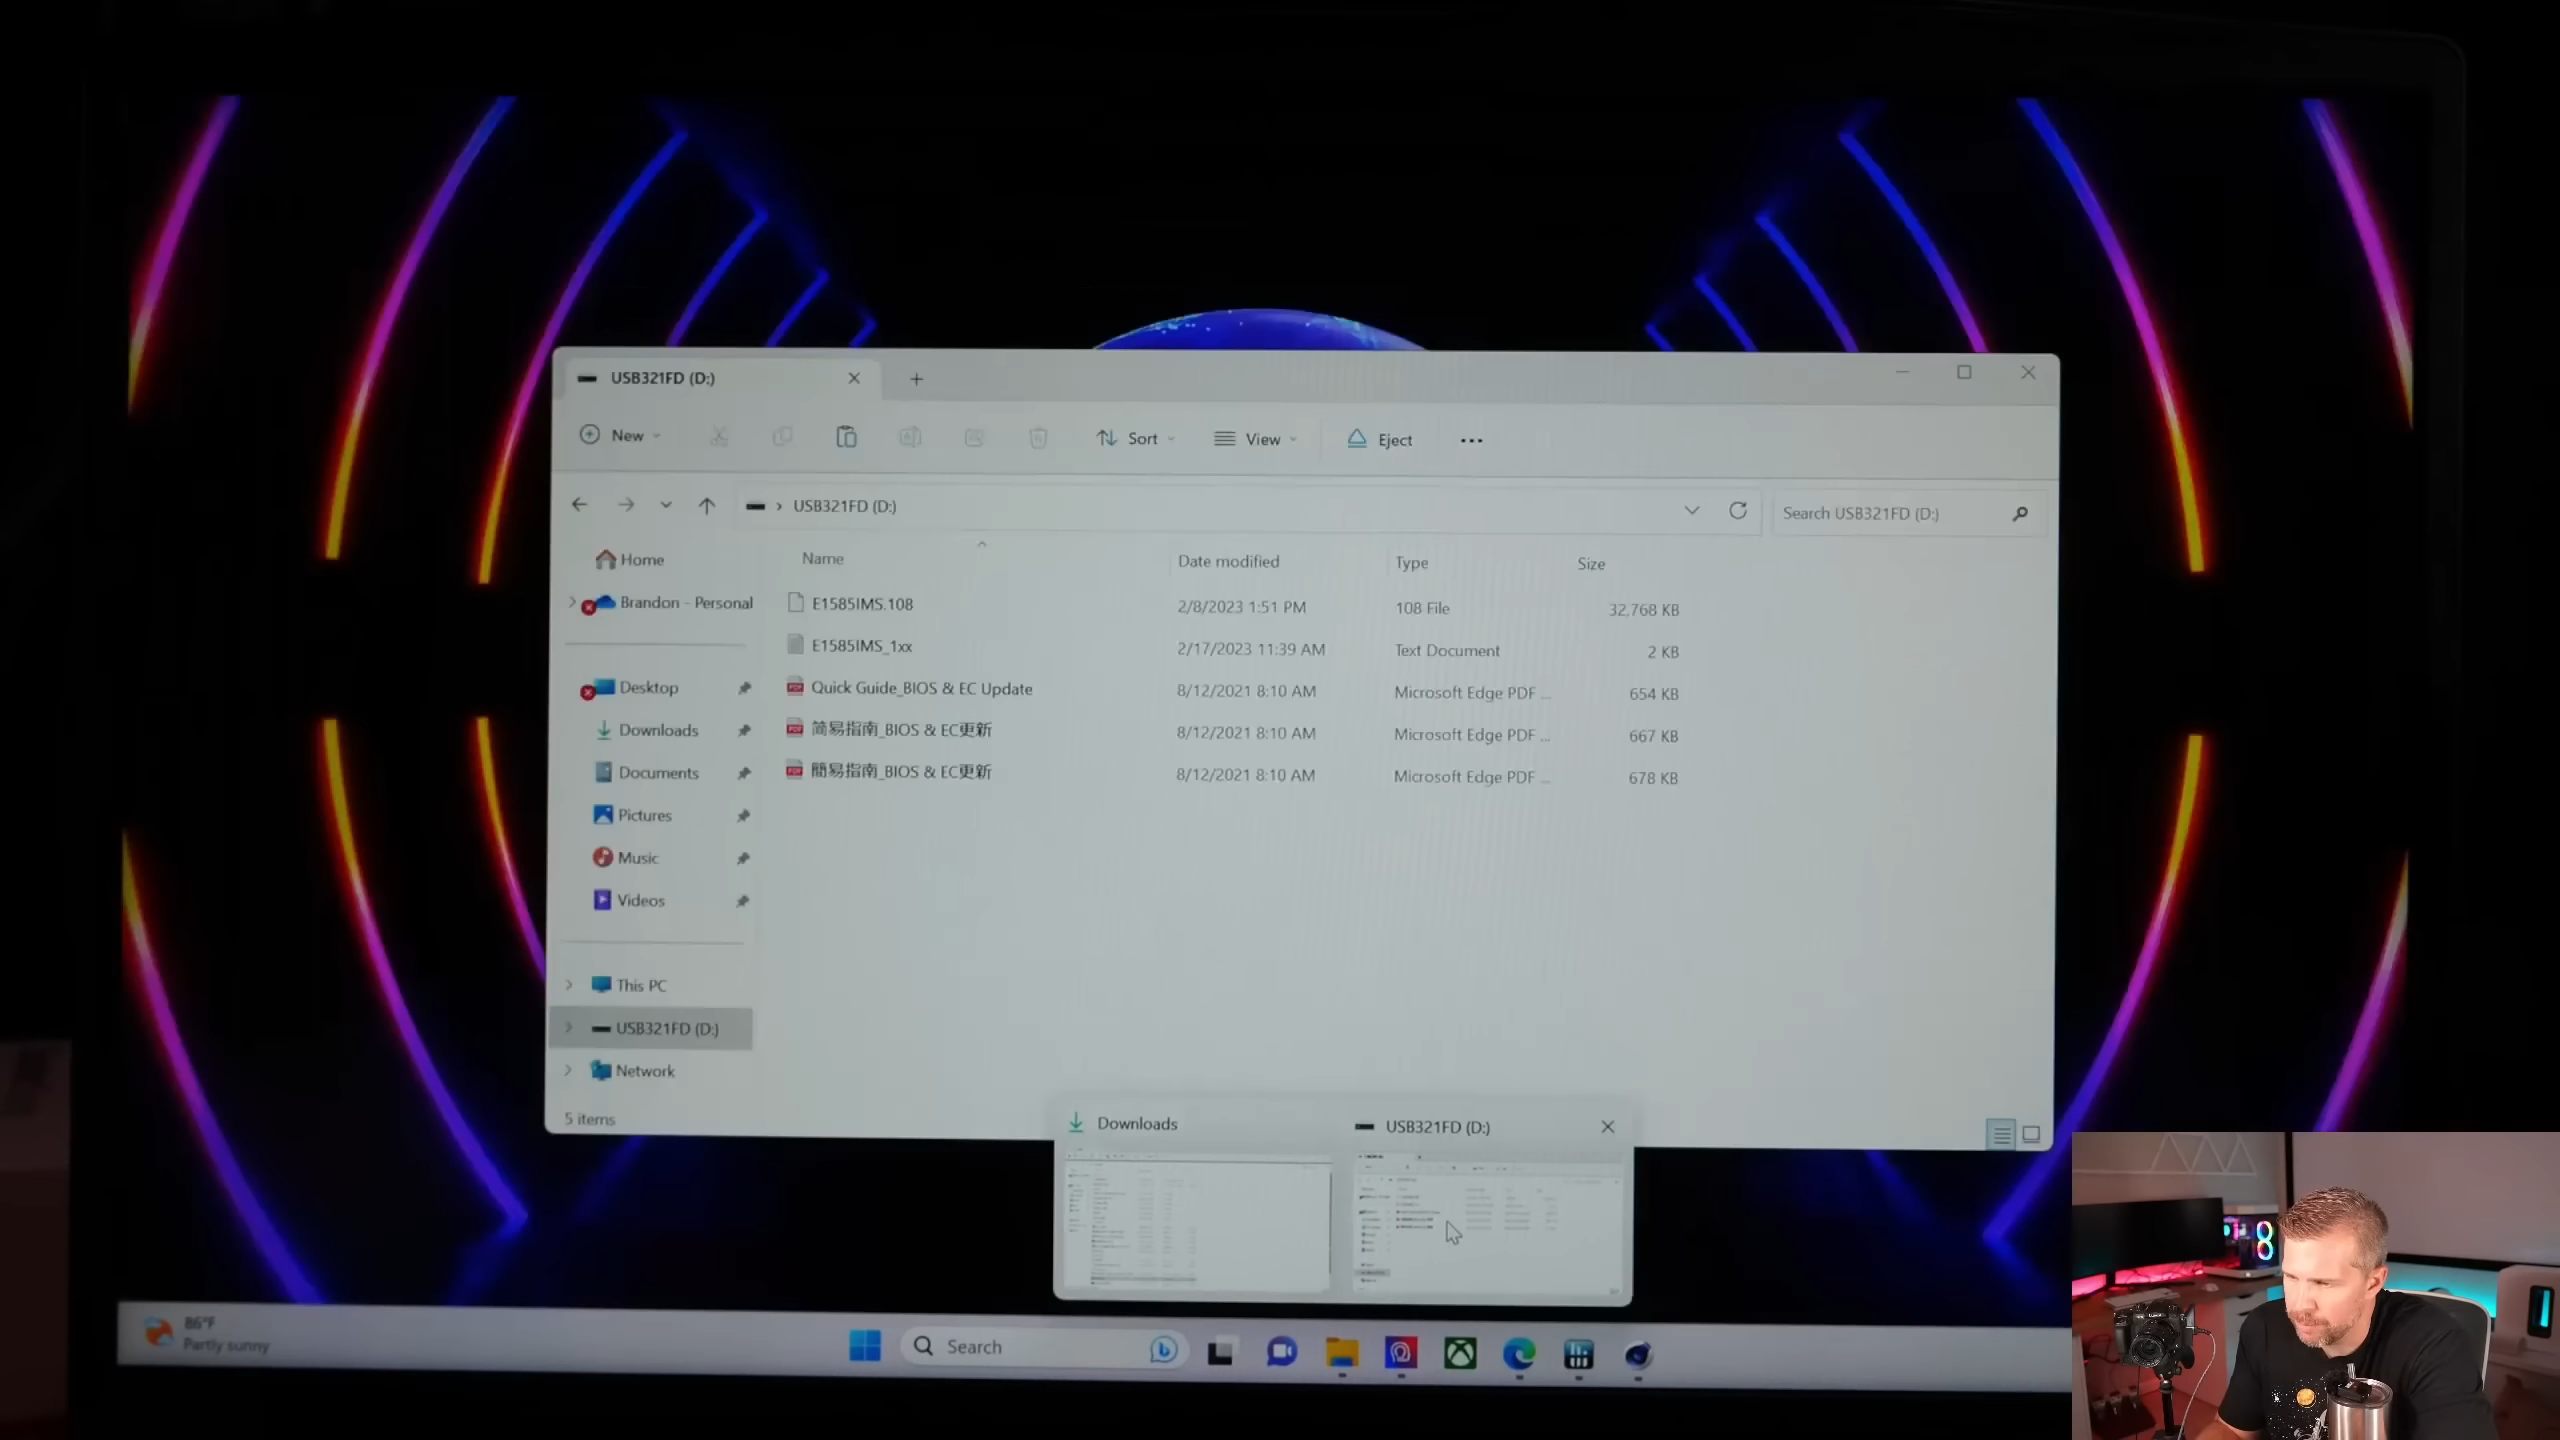 USB321FD (D:)
New
Sort
View
Eject
USB321FD (D:)
Search USB321FD (D:)
Name
Date modified
Type
Size
E1585IMS.108
2/8/2023 1:51 PM
108 File
32,768 KB
E1585IMS_1xx
2/17/2023 11:39 AM
Text Document
2 KB
Quick Guide_BIOS & EC Update
8/12/2021 8:10 AM
Microsoft Edge PDF ...
654 KB
简易指南_BIOS & EC更新
8/12/2021 8:10 AM
Microsoft Edge PDF ...
667 KB
簡易指南_BIOS & EC更新
8/12/2021 8:10 AM
Microsoft Edge PDF ...
678 KB
Home
Brandon - Personal
Desktop
Downloads
Documents
Pictures
Music
Videos
This PC
USB321FD (D:)
Network
5 items
Downloads
USB321FD (D:)
86°F
Partly sunny
Search